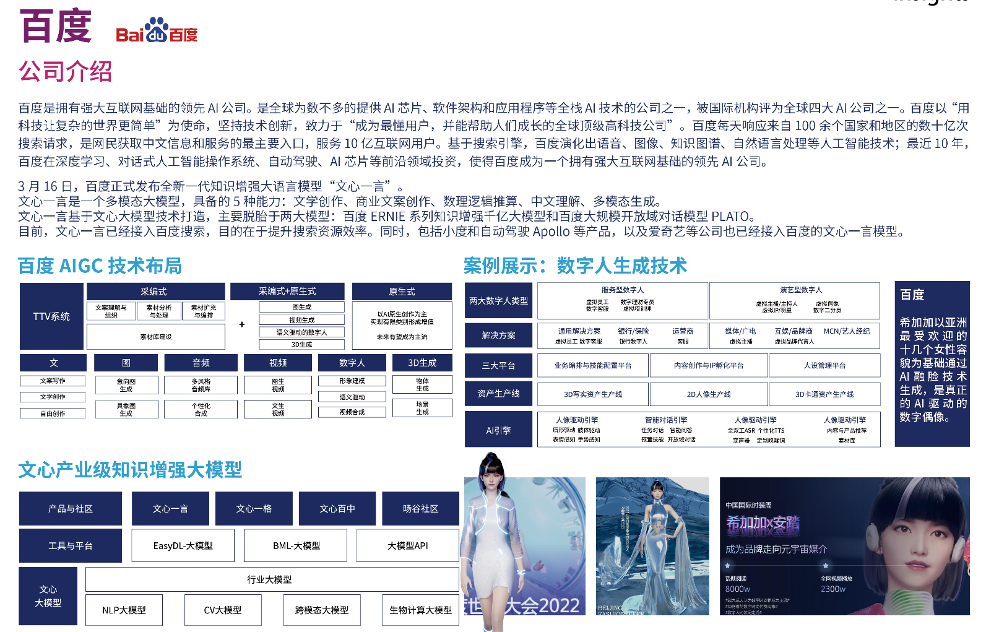 百度
Bai du 百度
公司介绍
百度是拥有强大互联网基础的领先 AI 公司。是全球为数不多的提供 AI 芯片、软件架构和应用程序等全栈 AI 技术的公司之一，被国际机构评为全球四大 AI 公司之一。百度以“用
科技让复杂的世界更简单”为使命，坚持技术创新，致力于“成为最懂用户，并能帮助人们成长的全球顶级高科技公司”。百度每天响应来自 100 余个国家和地区的数十亿次
搜索请求，是网民获取中文信息和服务的最主要入口，服务 10 亿互联网用户。基于搜索引擎，百度演化出语音、图像、知识图谱、自然语言处理等人工智能技术；最近 10 年，
百度在深度学习、对话式人工智能操作系统、自动驾驶、AI 芯片等前沿领域投资，使得百度成为一个拥有强大互联网基础的领先 AI 公司。
3 月 16 日，百度正式发布全新一代知识增强大语言模型“文心一言”。
文心一言是一个多模态大模型，具备的 5 种能力：文学创作、商业文案创作、数理逻辑推算、中文理解、多模态生成。
文心一言基于文心大模型技术打造，主要脱胎于两大模型：百度 ERNIE 系列知识增强千亿大模型和百度大规模开放域对话模型 PLATO。
目前，文心一言已经接入百度搜索，目的在于提升搜索资源效率。同时，包括小度和自动驾驶 Apollo 等产品，以及爱奇艺等公司也已经接入百度的文心一言模型。
百度 AIGC 技术布局
TTV系统
采编式
文案理解与
组织
素材分析
与处理
素材扩充
与编排
素材库建设
+
采编式+原生式
图生成
视频生成
语义驱动的数字人
3D生成
原生式
以AI原生创作为主
实现有限类别形成增值
未来有望成为主流
文
文案写作
文学创作
自由创作
图
意向图
生成
具象图
生成
音频
多风格
音频库
个性化
合成
视频
图生
视频
文生
视频
数字人
形象建模
语义驱动
视频合成
3D生成
物体
生成
场景
生成
案例展示：数字人生成技术
两大数字人类型
服务型数字人
虚拟员工 数字理财专员
数字客服 虚拟培训师
演艺型数字人
虚拟主播/主持人 虚拟偶像
虚拟IP/明星 数字二分身
解决方案
通用解决方案 银行/保险 运营商
虚拟员工 数字客服 银行数字人 客服
媒体/广电 互娱/品牌商 MCN/艺人经纪
虚拟主播 虚拟品牌代言人
三大平台
业务编排与技能配置平台
内容创作与IP孵化平台
人设管理平台
资产生产线
3D写实资产生产线
2D人像生产线
3D卡通资产生产线
AI引擎
人像驱动引擎 智能对话引擎 人像驱动引擎 人像驱动引擎
唇形驱动 肢体驱动 任务对话 智能问答 全双工ASR 个性化TTS 内容与产品推荐
表情感知 手势感知 预置技能 开放域对话 变声器 定制唤醒词 素材库
百度
希加加以亚洲
最受欢迎的
十几个女性容
貌为基础通过
AI 融脸技术
生成，是真正
的 AI 驱动的
数字偶像。
文心产业级知识增强大模型
产品与社区
文心一言
文心一格
文心百中
旸谷社区
工具与平台
EasyDL-大模型
BML-大模型
大模型API
文心
大模型
行业大模型
NLP大模型
CV大模型
跨模态大模型
生物计算大模型
大会2022
BEIJING
FASHION WEEK
中国国际时装周
希加加x安踏
成为品牌走向元宇宙媒介
话题阅读
8000w
全网视频播放
2300w